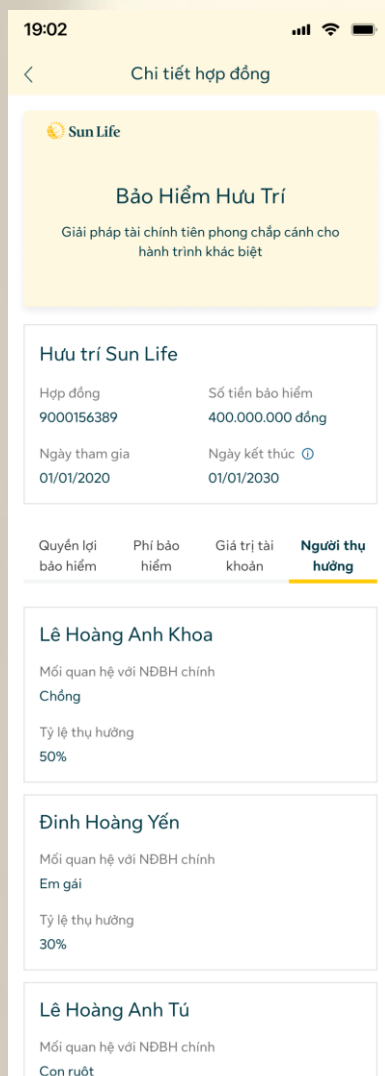 19:02
Chi tiết hợp đồng
Sun Life
Bảo Hiểm Hưu Trí
Giải pháp tài chính tiên phong chắp cánh cho
hành trình khác biệt
Hưu trí Sun Life
Hợp đồng
Số tiền bảo hiểm
9000156389
400.000.000 đồng
Ngày tham gia
Ngày kết thúc
01/01/2020
01/01/2030
Quyền lợi
bảo hiểm
Phí bảo
hiểm
Giá trị tài
khoản
Người thụ
hưởng
Lê Hoàng Anh Khoa
Mối quan hệ với NĐBH chính
Chồng
Tỷ lệ thụ hưởng
50%
Đinh Hoàng Yến
Mối quan hệ với NĐBH chính
Em gái
Tỷ lệ thụ hưởng
30%
Lê Hoàng Anh Tú
Mối quan hệ với NĐBH chính
Con ruột